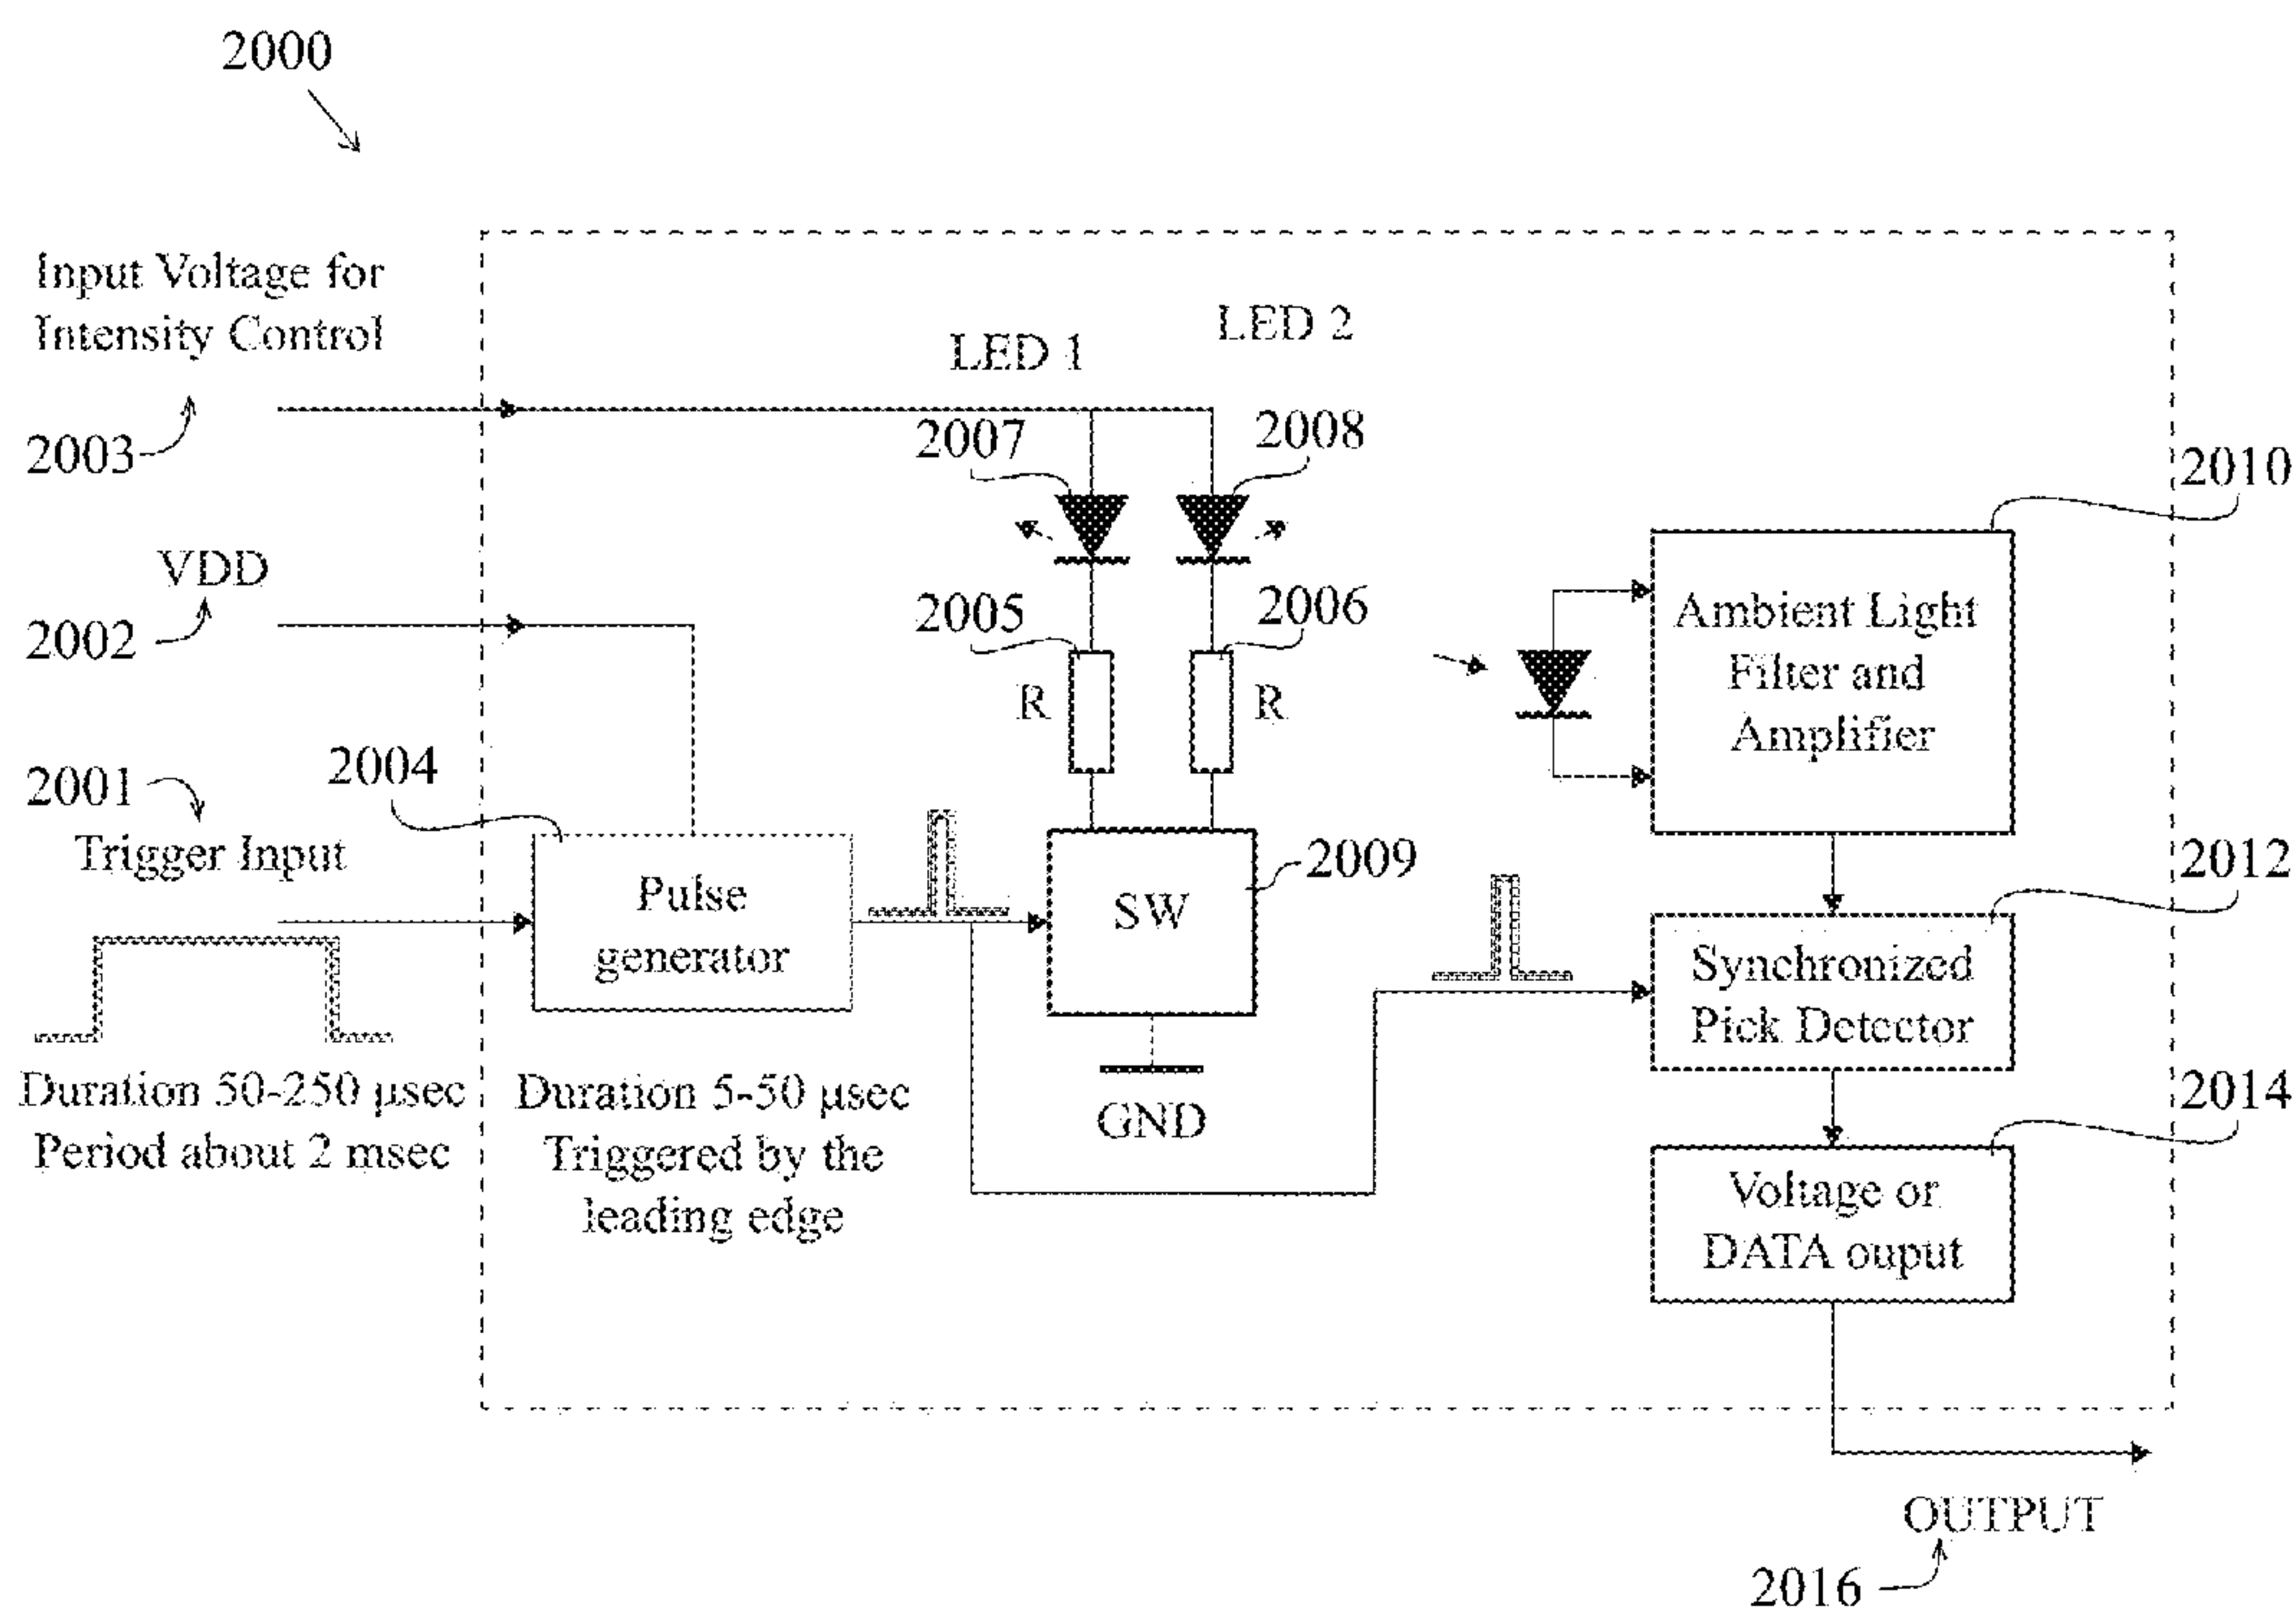 2000
Input Voltage for
Intensity Control
2003
LED 1
LED 2
2007
2008
2010
VDD
2002
2005
2006
R
R
Ambient Light
Filter and
Amplifier
2001
Trigger Input
2004
Pulse
generator
SW
2009
2012
Synchronized
Pick Detector
Duration 50-250 μsec
Period about 2 msec
Duration 5-50 μsec
Triggered by the
leading edge
GND
2014
Voltage or
DATA ouput
OUTPUT
2016